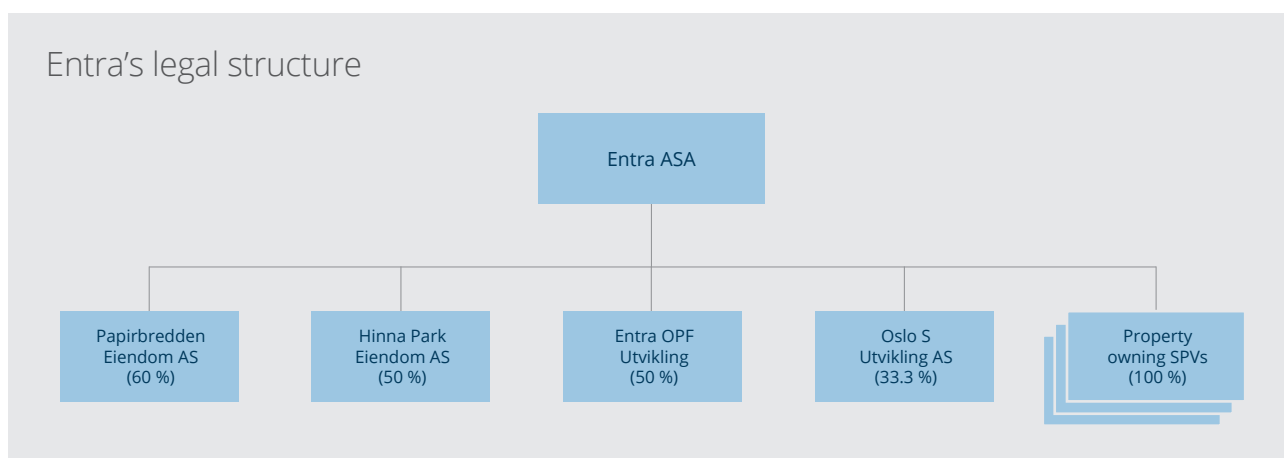 Entra’s legal structure
Entra ASA
Papirbredden
Eiendom AS
(60 %)
Hinna Park
Eiendom AS
(50 %)
Entra OPF
Utvikling
(50 %)
Oslo S
Utvikling AS
(33.3 %)
Property
owning SPVs
(100 %)